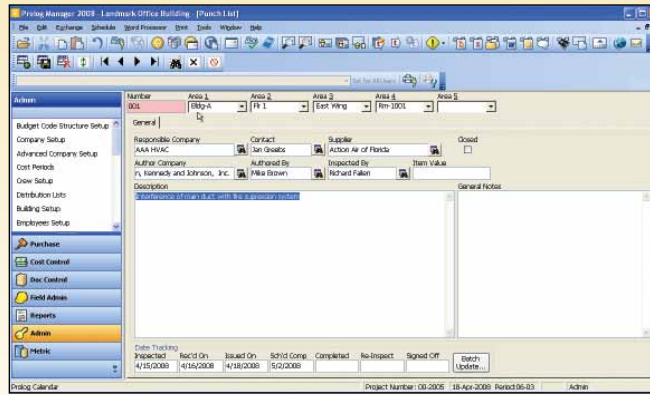 Prolog Manager 2008 - Landmark Office Building - [Punch List]
File Edit Exchange Schedule Word Processor Print Tools Window Help
Set for All Users
Admin
Budget Code Structure Setup
Company Setup
Advanced Company Setup
Cost Periods
Crew Setup
Distribution Lists
Building Setup
Employees Setup
Purchase
Cost Control
Doc Control
Field Admin
Reports
Admin
Metric
Number Area 1 Area 2 Area 3 Area 4 Area 5
001 Bldg-A Flr 1 East Wing Rm-1001
General
Responsible Company Contact Supplier Closed
AAA HVAC Jan Greebs Action Air of Florida
Author Company Authored By Inspected By Item Value
n, Kennedy and Johnson, Inc. Mike Brown Richard Fallen
Description General Notes
Interference of main duct with fire supression system
Date Tracking
Inspected Rec'd On Issued On Sch'd Comp Completed Re-Inspect Signed Off
4/15/2008 4/16/2008 4/18/2008 5/2/2008
Batch
Update...
Prolog Calendar Project Number: 00-2005 18-Apr-2008 Period:06-03 Admin